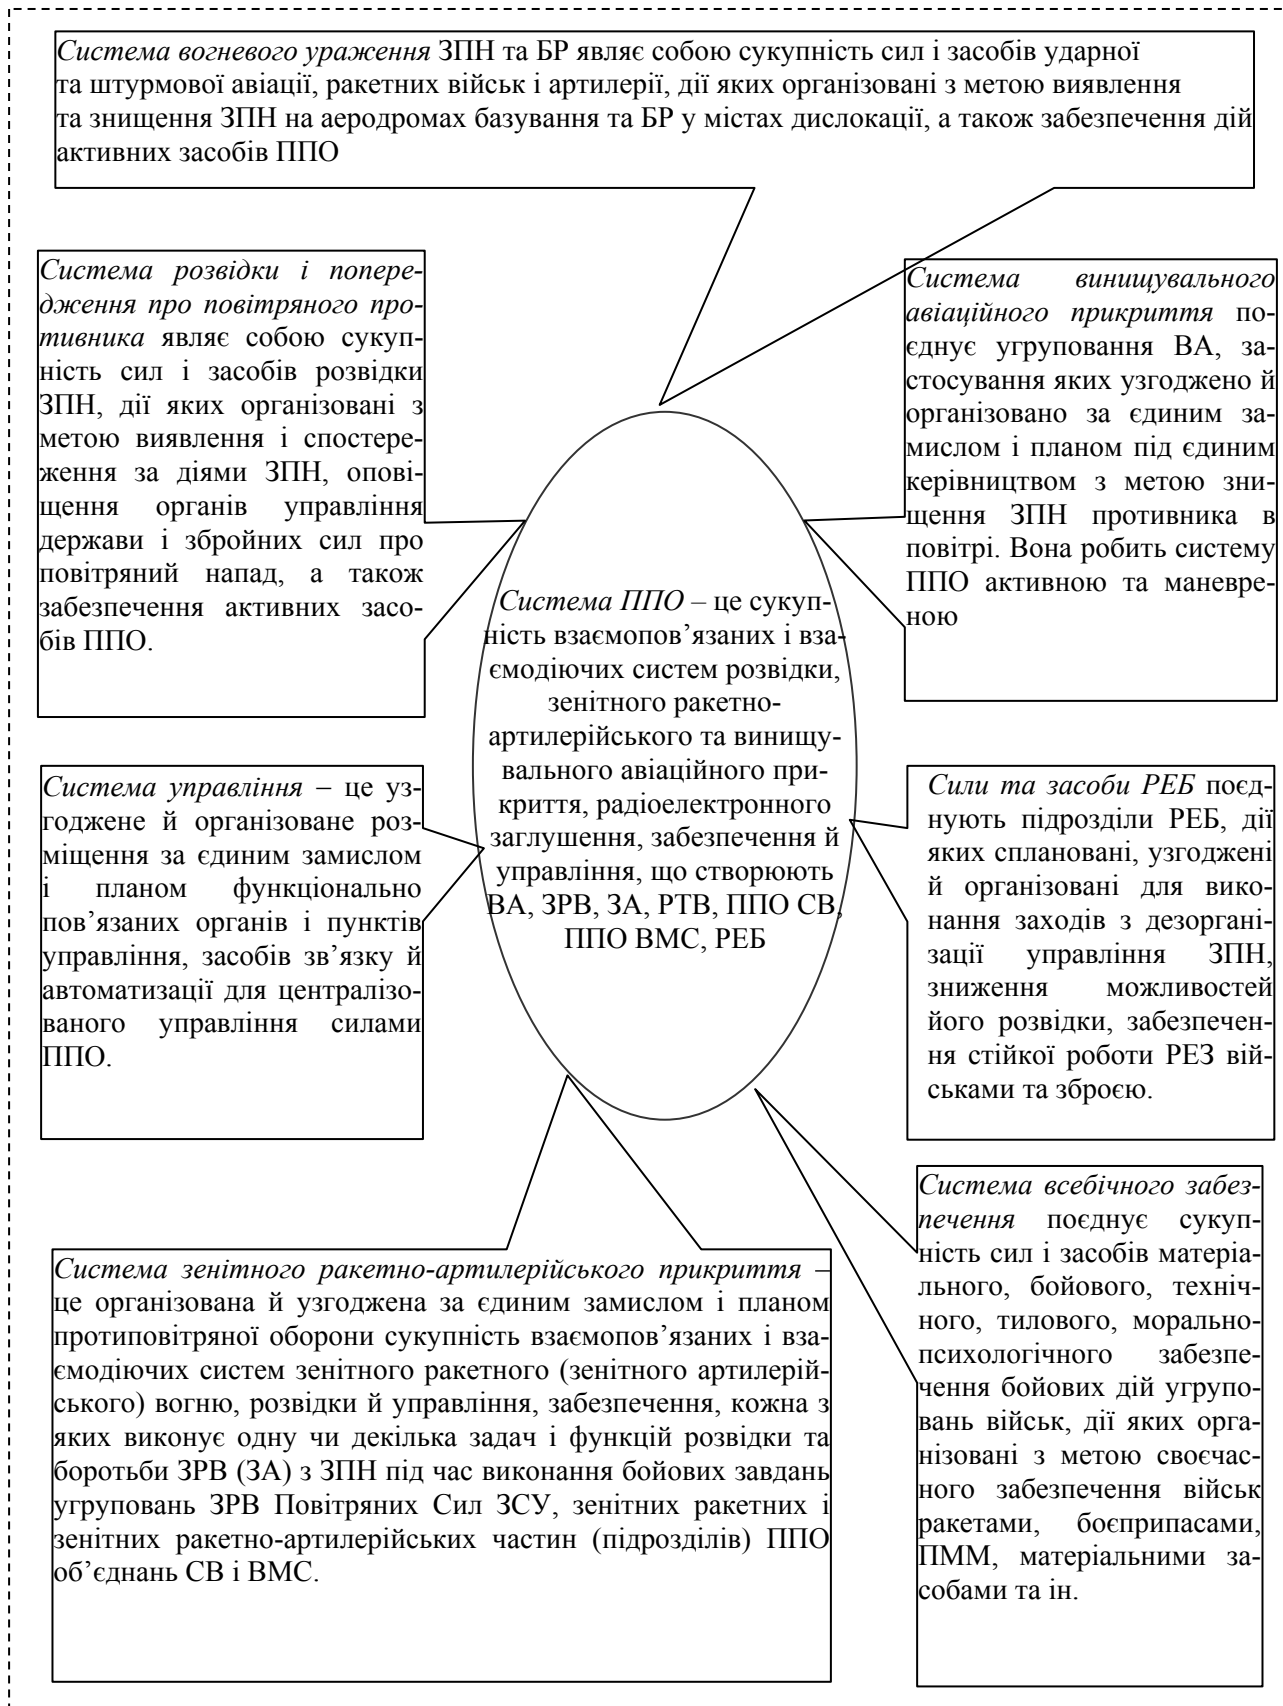 Система вогневого ураження ЗПН та БР являє собою сукупність сил і засобів ударної
та штурмової авіації, ракетних військ і артилерії, дії яких організовані з метою виявлення
та знищення ЗПН на аеродромах базування та БР у містах дислокації, а також забезпечення дій
активних засобів ППО
Система розвідки і попере-
дження про повітряного про-
тивника являє собою сукуп-
ність сил і засобів розвідки
ЗПН, дії яких організовані з
метою виявлення і спостере-
ження за діями ЗПН, опові-
щення органів управління
держави і збройних сил про
повітряний напад, а також
забезпечення активних засо-
бів ППО.
Система винищувального
авіаційного прикриття по-
єднує угруповання ВА, за-
стосування яких узгоджено й
організовано за єдиним за-
мислом і планом під єдиним
керівництвом з метою зни-
щення ЗПН противника в
повітрі. Вона робить систему
ППО активною та маневре-
ною
Система ППО – це сукуп-
ність взаємопов’язаних і вза-
ємодіючих систем розвідки,
зенітного ракетно-
артилерійського та винищу-
вального авіаційного при-
криття, радіоелектронного
заглушення, забезпечення й
управління, що створюють
ВА, ЗРВ, ЗА, РТВ, ППО СВ,
ППО ВМС, РЕБ
Система управління – це уз-
годжене й організоване роз-
міщення за єдиним замислом
і планом функціонально
пов’язаних органів і пунктів
управління, засобів зв’язку й
автоматизації для централізо-
ваного управління силами
ППО.
Сили та засоби РЕБ поєд-
нують підрозділи РЕБ, дії
яких сплановані, узгоджені
й організовані для вико-
нання заходів з дезоргані-
зації управління ЗПН,
зниження можливостей
його розвідки, забезпечен-
ня стійкої роботи РЕЗ вій-
ськами та зброєю.
Система зенітного ракетно-артилерійського прикриття –
це організована й узгоджена за єдиним замислом і планом
протиповітряної оборони сукупність взаємопов’язаних і вза-
ємодіючих систем зенітного ракетного (зенітного артилерій-
ського) вогню, розвідки й управління, забезпечення, кожна з
яких виконує одну чи декілька задач і функцій розвідки та
боротьби ЗРВ (ЗА) з ЗПН під час виконання бойових завдань
угруповань ЗРВ Повітряних Сил ЗСУ, зенітних ракетних і
зенітних ракетно-артилерійських частин (підрозділів) ППО
об’єднань СВ і ВМС.
Система всебічного забез-
печення поєднує сукуп-
ність сил і засобів матеріа-
льного, бойового, техніч-
ного, тилового, морально-
психологічного забезпе-
чення бойових дій угрупо-
вань військ, дії яких орга-
нізовані з метою своєчас-
ного забезпечення військ
ракетами, боєприпасами,
ПММ, матеріальними за-
собами та ін.